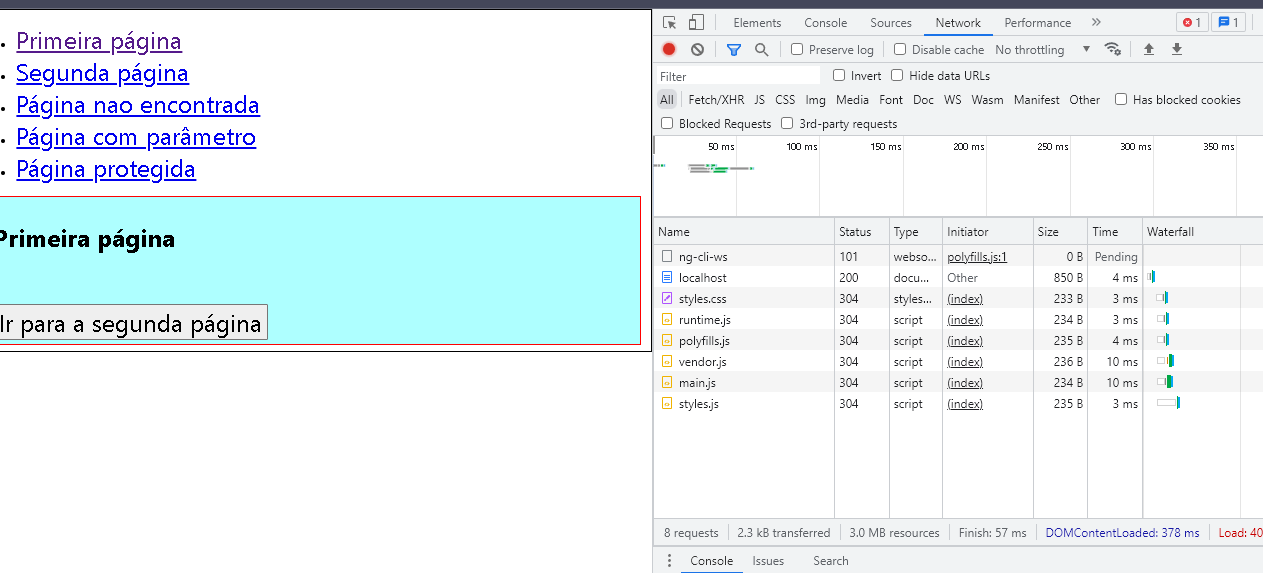 Primeira página
Segunda página
Página nao encontrada
Página com parâmetro
Página protegida
Primeira página
Ir para a segunda página
Elements Console Sources Network Performance » 1 1
Preserve log Disable cache No throttling
Filter Invert Hide data URLs
All Fetch/XHR JS CSS Img Media Font Doc WS Wasm Manifest Other Has blocked cookies
Blocked Requests 3rd-party requests
50 ms 100 ms 150 ms 200 ms 250 ms 300 ms 350 ms
Name Status Type Initiator Size Time Waterfall
ng-cli-ws 101 webso... polyfills.js:1 0 B Pending
localhost 200 docu... Other 850 B 4 ms
styles.css 304 styles... (index) 233 B 3 ms
runtime.js 304 script (index) 234 B 3 ms
polyfills.js 304 script (index) 235 B 4 ms
vendor.js 304 script (index) 236 B 10 ms
main.js 304 script (index) 234 B 10 ms
styles.js 304 script (index) 235 B 3 ms
8 requests 2.3 kB transferred 3.0 MB resources Finish: 57 ms DOMContentLoaded: 378 ms Load: 40
Console Issues Search